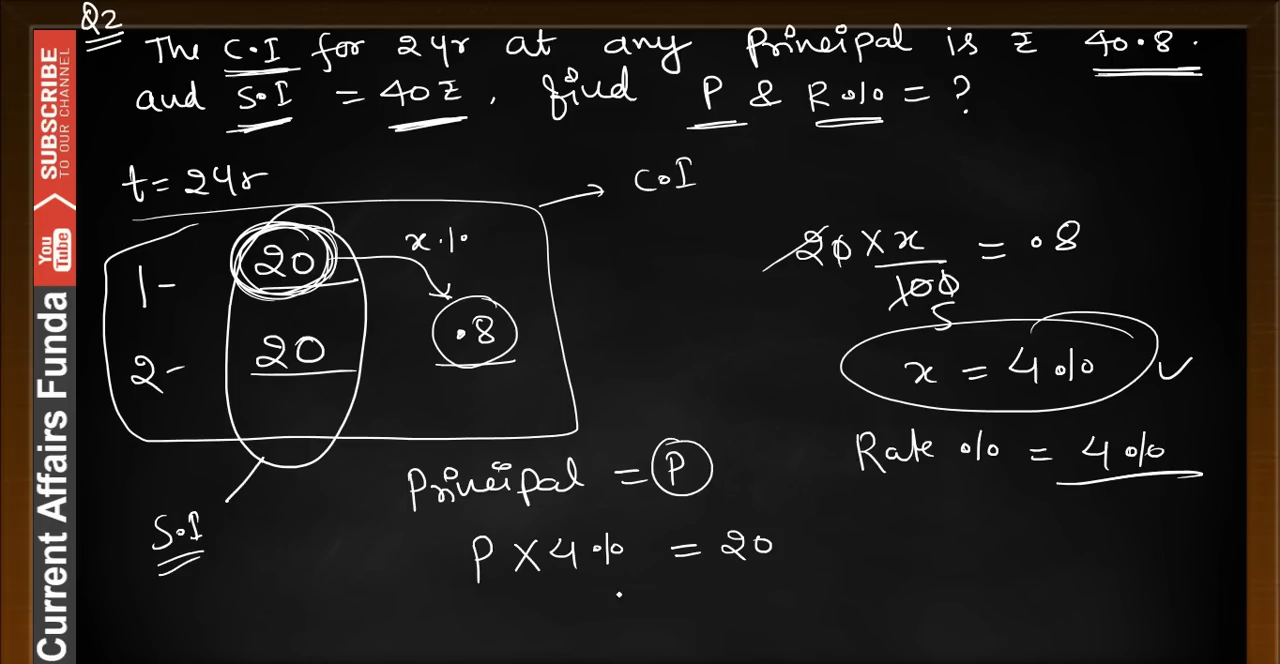 Q2
The C.I for 2yr at any Principal is ₹ 40.8.
and S.I = 40₹, find P & R% = ?
t = 2yr
C.I
1- 20
x%
.8
2- 20
S.I
20 × x / 100 = .8
5
x = 4%
Rate % = 4%
Principal = P
P × 4% = 20
SUBSCRIBE
TO OUR CHANNEL
You Tube
Current Affairs Funda